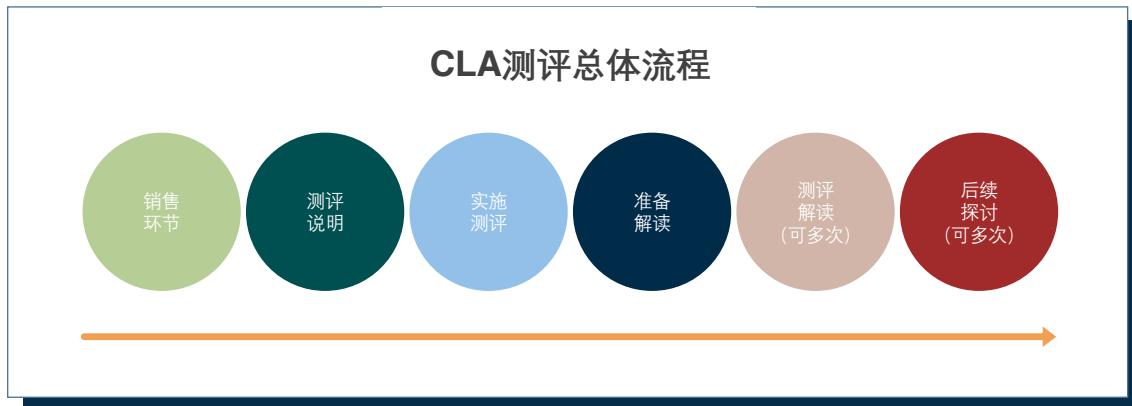 CLA测评总体流程
销售
环节
测评
说明
实施
测评
准备
解读
测评
解读
（可多次）
后续
探讨
（可多次）